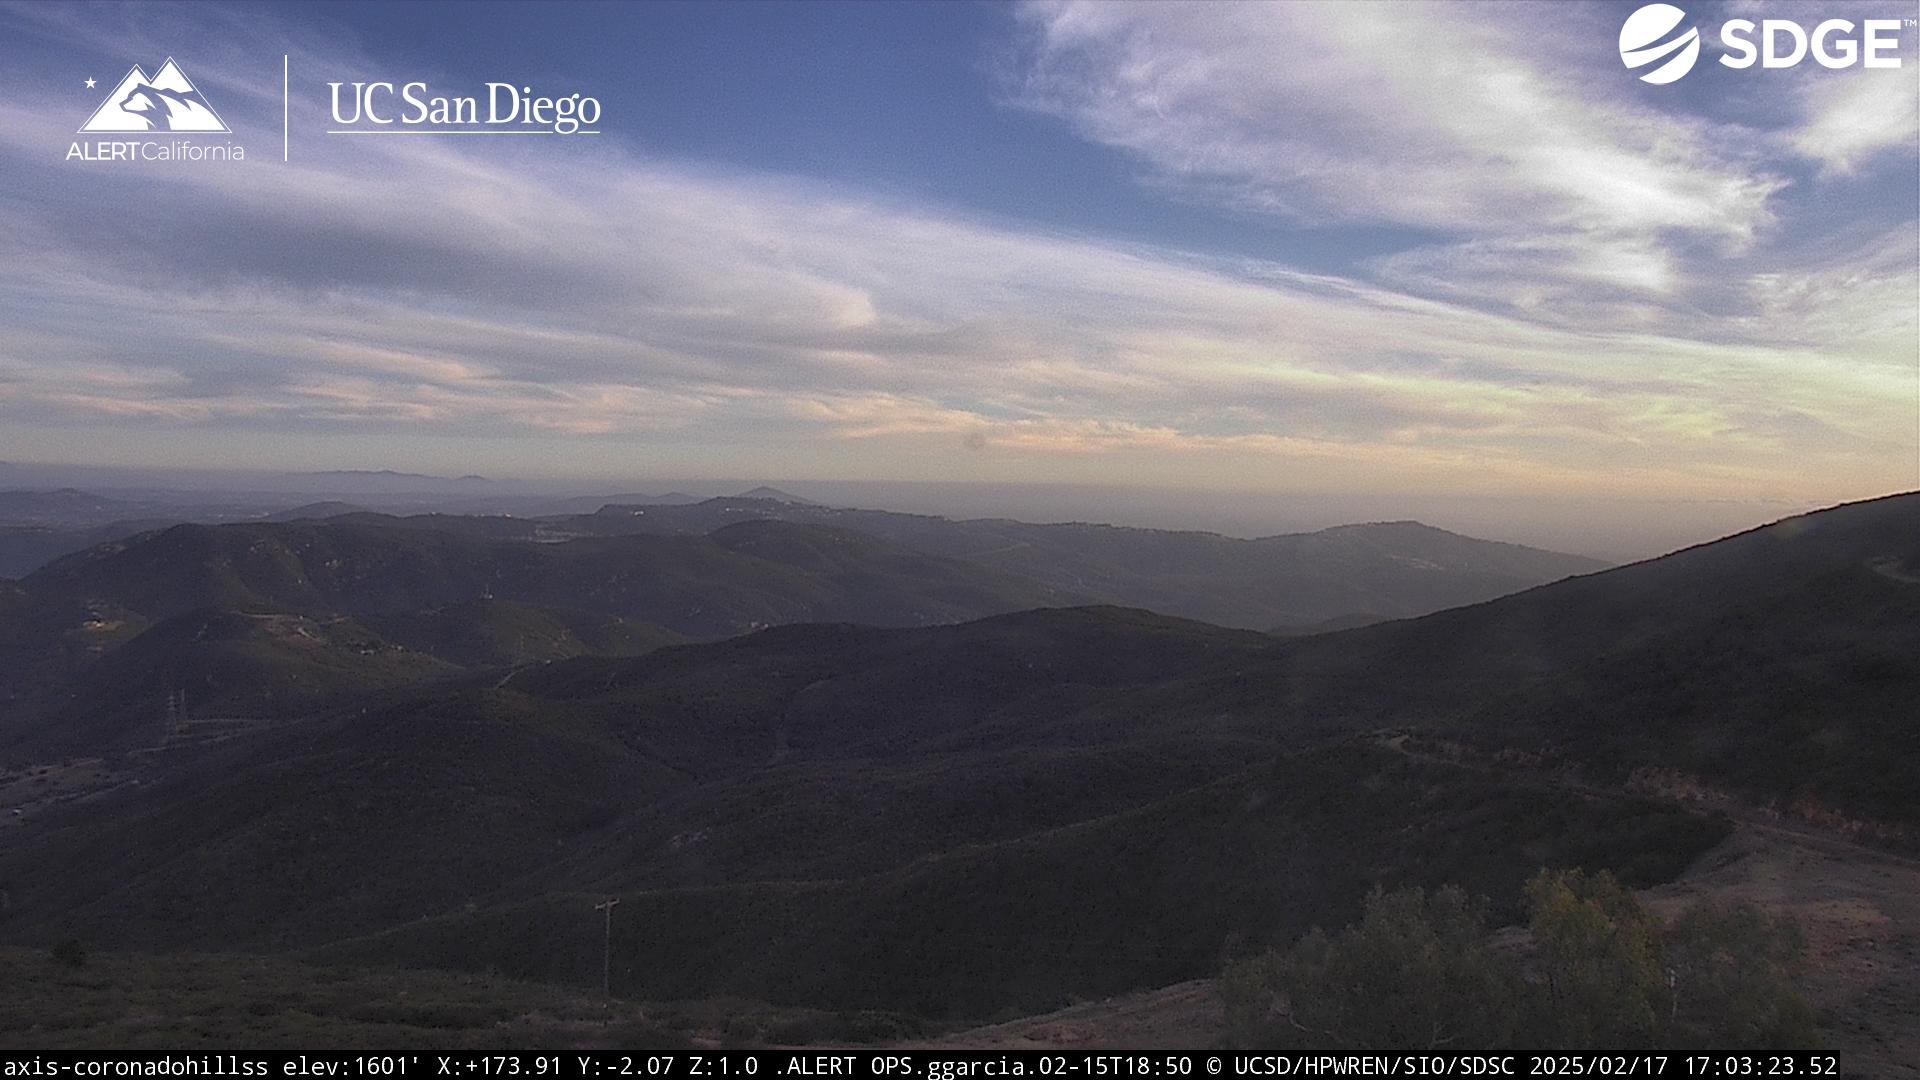 ALERTCalifornia
UC San Diego
SDGE™
axis-coronadohillss elev:1601' X:+173.91 Y:-2.07 Z:1.0 .ALERT OPS.ggarcia.02-15T18:50 © UCSD/HPWREN/SIO/SDSC 2025/02/17 17:03:23.52